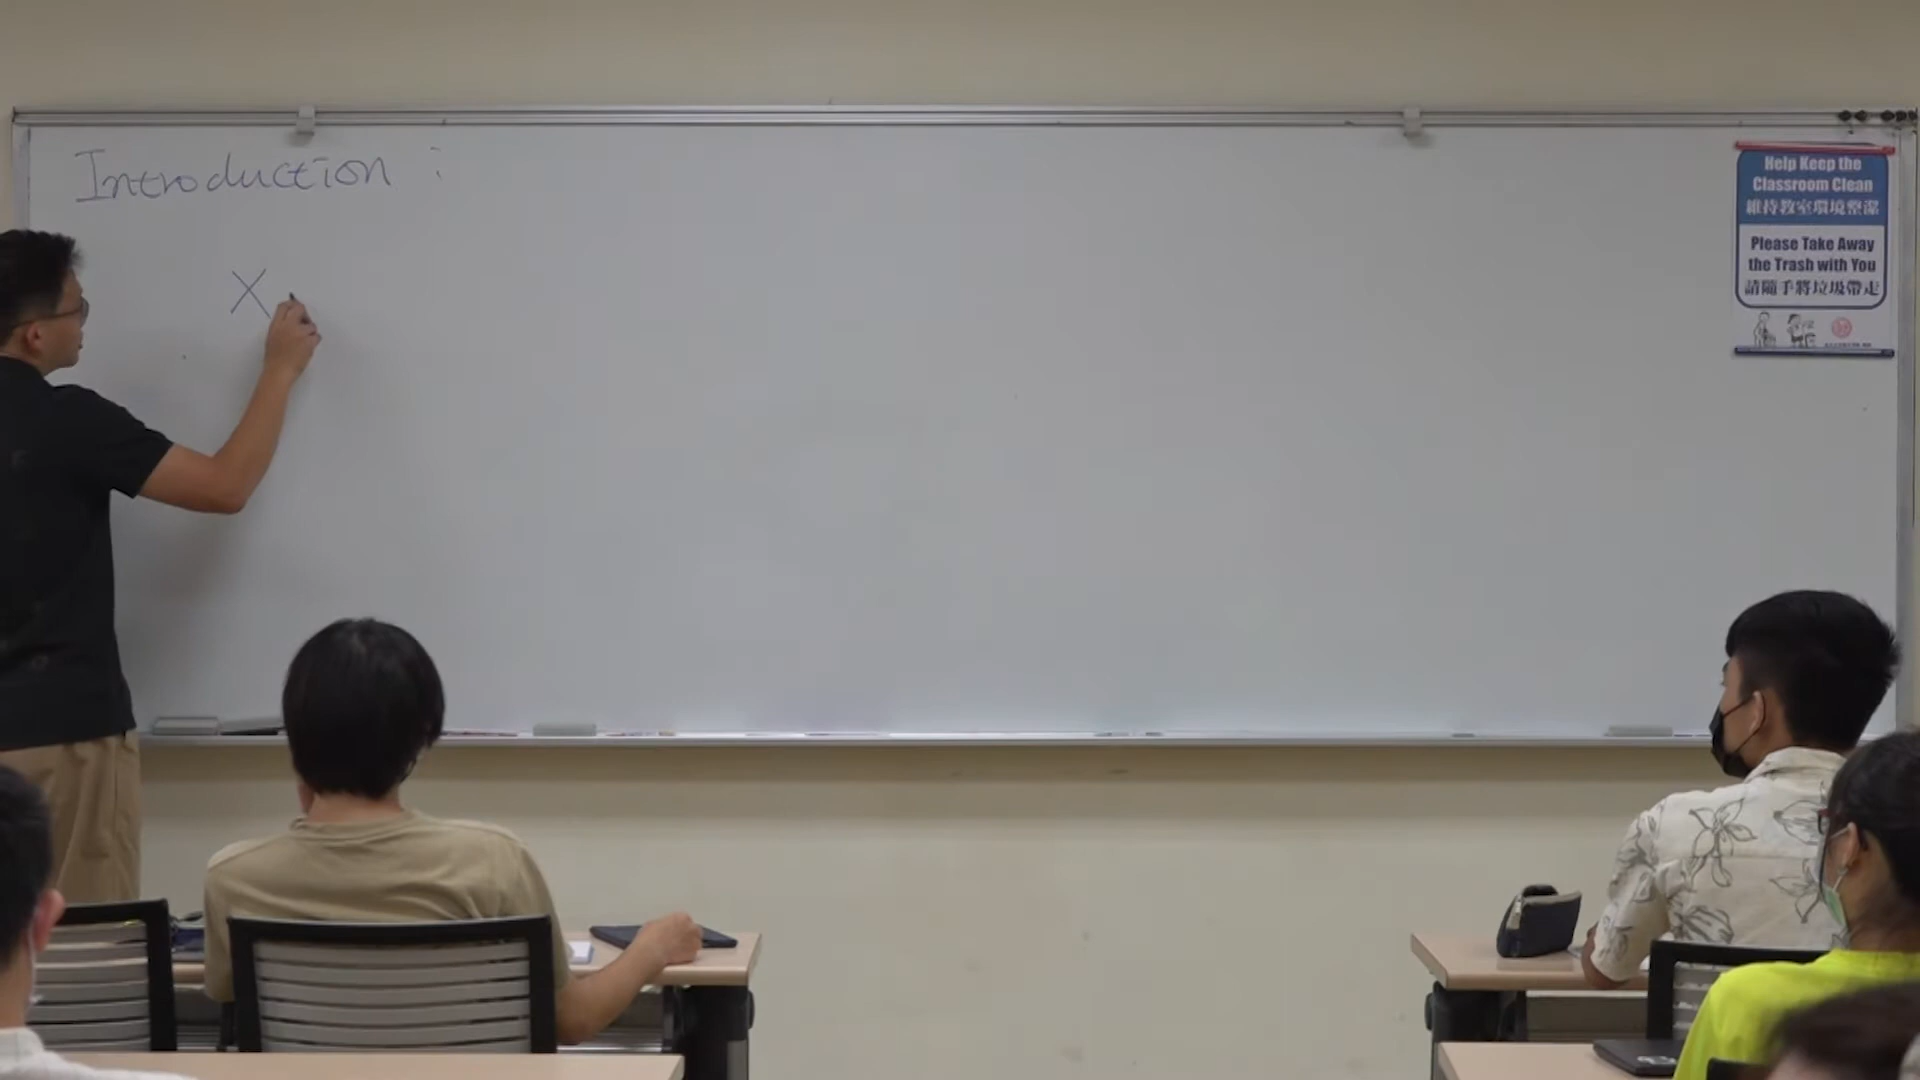 Introduction :
X
Help Keep the
Classroom Clean
維持教室環境整潔
Please Take Away
the Trash with You
請隨手將垃圾帶走